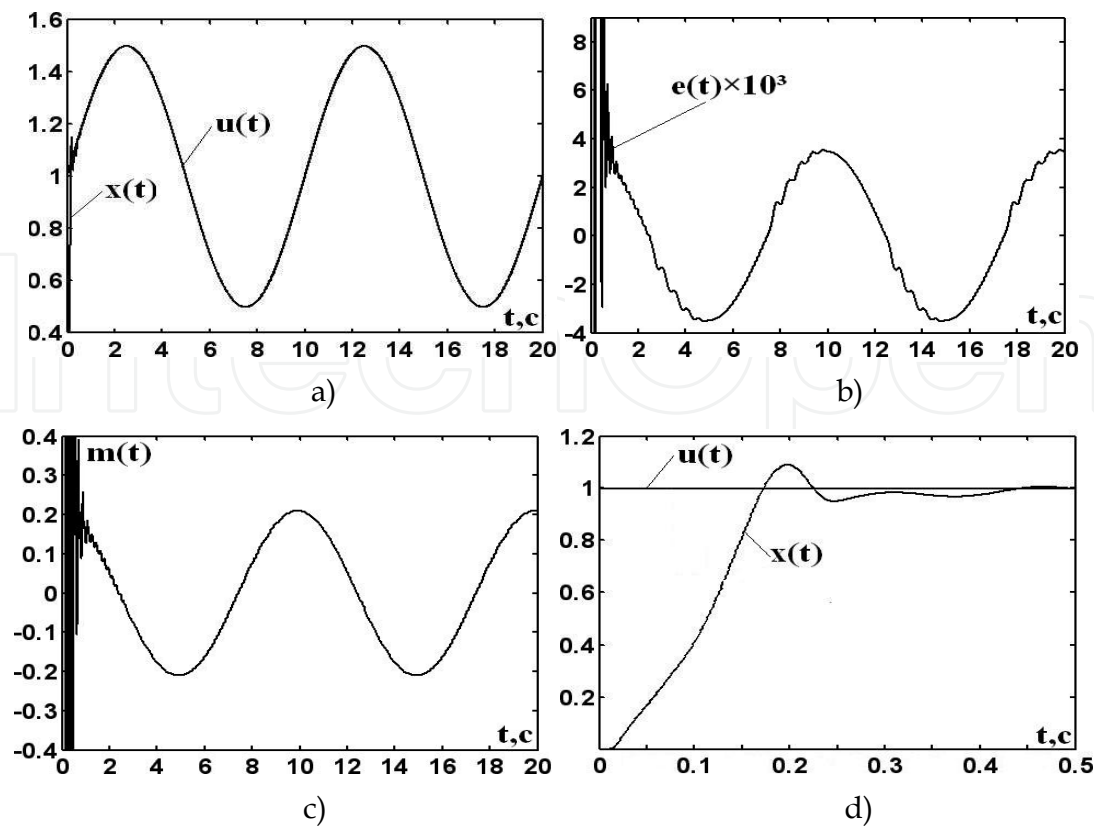 1.6
1.4
1.2
1
0.8
0.6
0.4
u(t)
x(t)
t,c
0 2 4 6 8 10 12 14 16 18 20
a)
8
6
4
2
0
-2
-4
e(t)×10³
t,c
0 2 4 6 8 10 12 14 16 18 20
b)
0.4
0.3
0.2
0.1
0
-0.1
-0.2
-0.3
-0.4
m(t)
t,c
0 2 4 6 8 10 12 14 16 18 20
c)
1.2
1
0.8
0.6
0.4
0.2
u(t)
x(t)
t,c
0 0.1 0.2 0.3 0.4 0.5
d)
IntechOpen